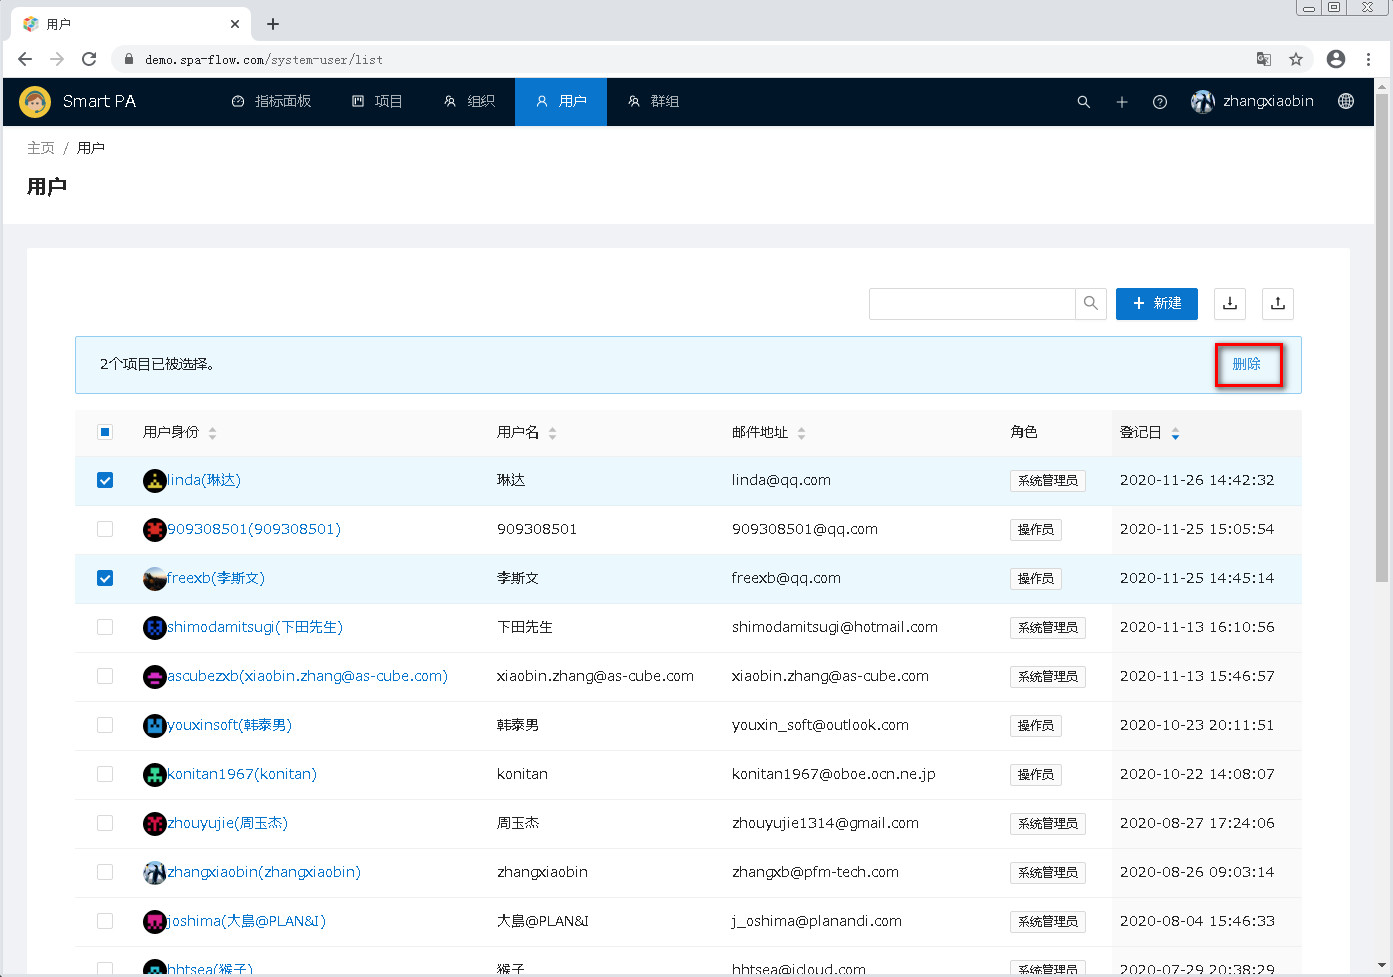 用户
demo.spa-flow.com/system-user/list
Smart PA 指标面板 项目 组织 用户 群组 zhangxiaobin
主页 / 用户
用户
新建
2个项目已被选择。 删除
用户身份 用户名 邮件地址 角色 登记日
linda(琳达) 琳达 linda@qq.com 系统管理员 2020-11-26 14:42:32
909308501(909308501) 909308501 909308501@qq.com 操作员 2020-11-25 15:05:54
freexb(李斯文) 李斯文 freexb@qq.com 操作员 2020-11-25 14:45:14
shimodamitsugi(下田先生) 下田先生 shimodamitsugi@hotmail.com 系统管理员 2020-11-13 16:10:56
ascubezxb(xiaobin.zhang@as-cube.com) xiaobin.zhang@as-cube.com xiaobin.zhang@as-cube.com 系统管理员 2020-11-13 15:46:57
youxinsoft(韩泰男) 韩泰男 youxin_soft@outlook.com 操作员 2020-10-23 20:11:51
konitan1967(konitan) konitan konitan1967@oboe.ocn.ne.jp 操作员 2020-10-22 14:08:07
zhouyujie(周玉杰) 周玉杰 zhouyujie1314@gmail.com 系统管理员 2020-08-27 17:24:06
zhangxiaobin(zhangxiaobin) zhangxiaobin zhangxb@pfm-tech.com 系统管理员 2020-08-26 09:03:14
joshima(大島@PLAN&I) 大島@PLAN&I j_oshima@planandi.com 系统管理员 2020-08-04 15:46:33
hhtsea(猴子) 猴子 hhtsea@icloud.com 系统管理员 2020-07-29 20:38:29